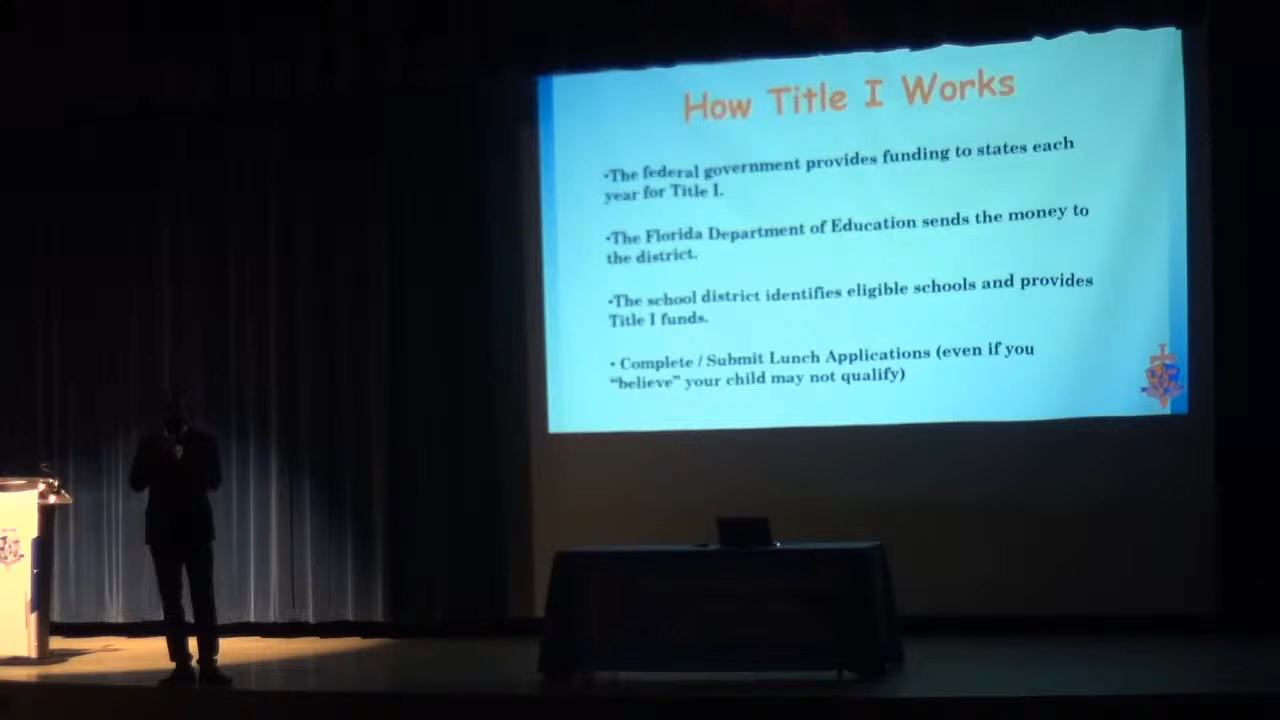 How Title I Works
•The federal government provides funding to states each
year for Title I.
•The Florida Department of Education sends the money to
the district.
•The school district identifies eligible schools and provides
Title I funds.
• Complete / Submit Lunch Applications (even if you
“believe” your child may not qualify)